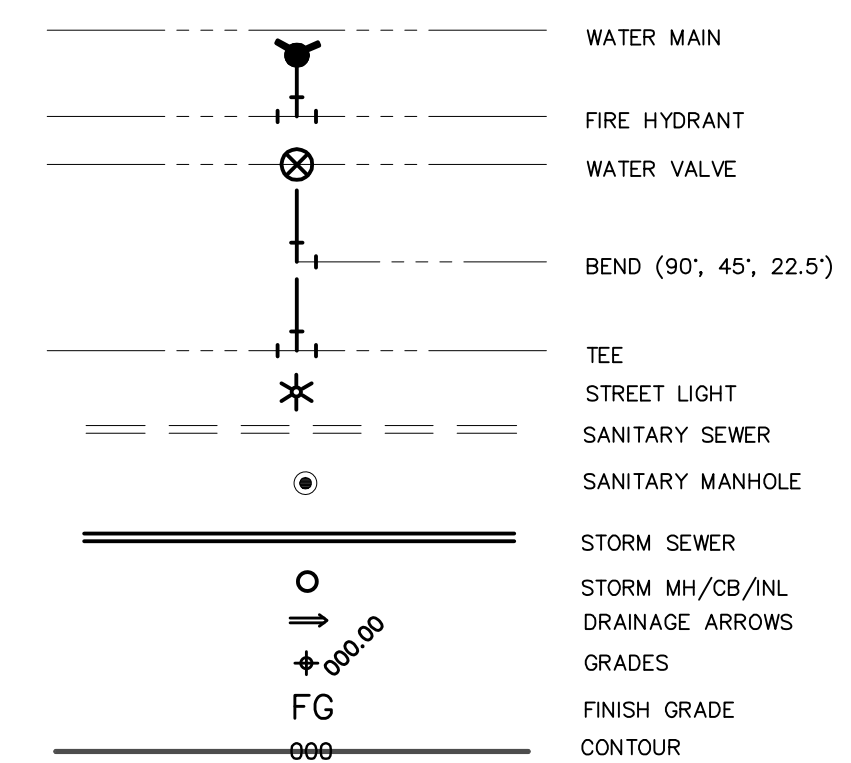 WATER MAIN
FIRE HYDRANT
WATER VALVE
BEND (90°, 45°, 22.5°)
TEE
STREET LIGHT
SANITARY SEWER
SANITARY MANHOLE
STORM SEWER
STORM MH/CB/INL
DRAINAGE ARROWS
000.00 GRADES
FG FINISH GRADE
000 CONTOUR